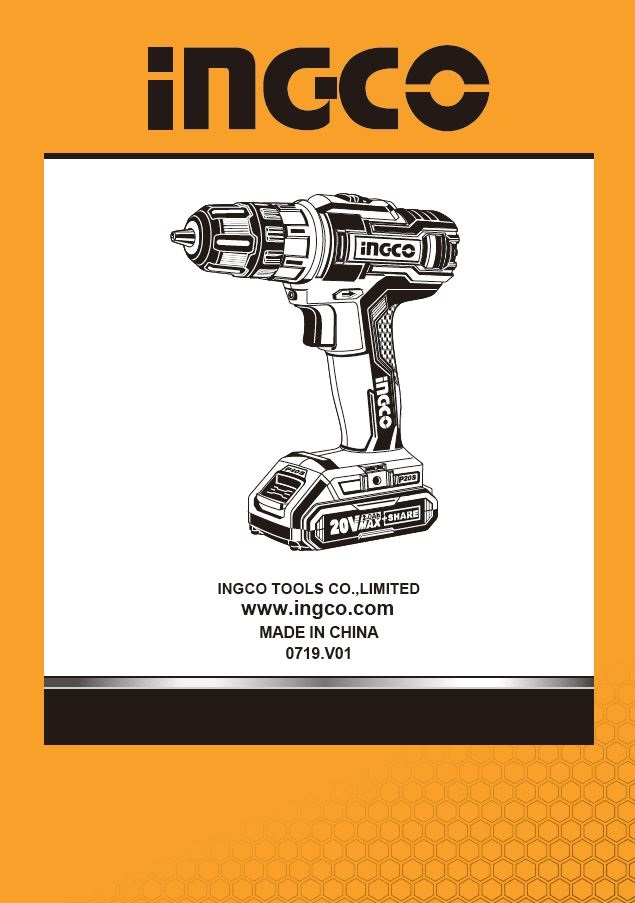 INGCO
INGCO
INGCO
P20S
P20S
20V MAX SHARE
INGCO TOOLS CO.,LIMITED
www.ingco.com
MADE IN CHINA
0719.V01